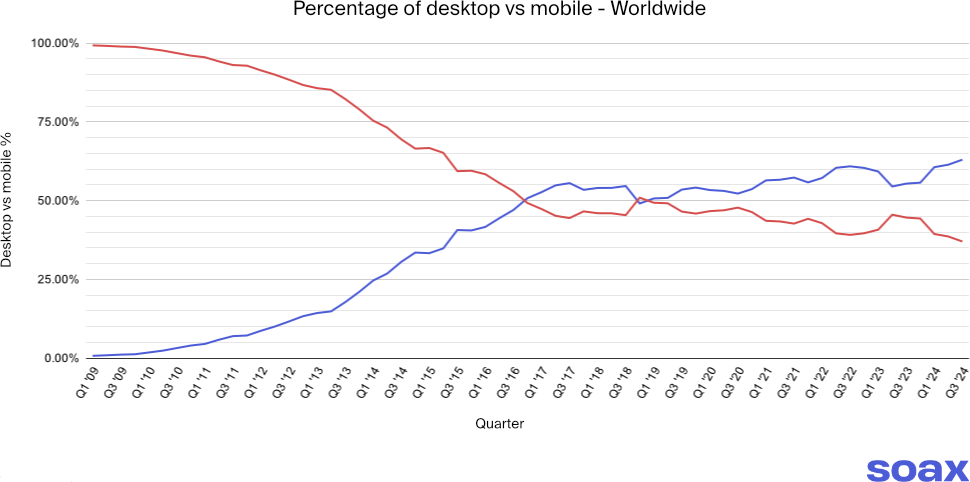 Percentage of desktop vs mobile - Worldwide
Desktop vs mobile %
100.00%
75.00%
50.00%
25.00%
0.00%
Q1 '09
Q3 '09
Q1 '10
Q3 '10
Q1 '11
Q3 '11
Q1 '12
Q3 '12
Q1 '13
Q3 '13
Q1 '14
Q3 '14
Q1 '15
Q3 '15
Q1 '16
Q3 '16
Q1 '17
Q3 '17
Q1 '18
Q3 '18
Q1 '19
Q3 '19
Q1 '20
Q3 '20
Q1 '21
Q3 '21
Q1 '22
Q3 '22
Q1 '23
Q3 '23
Q1 '24
Q3 '24
Quarter
soax